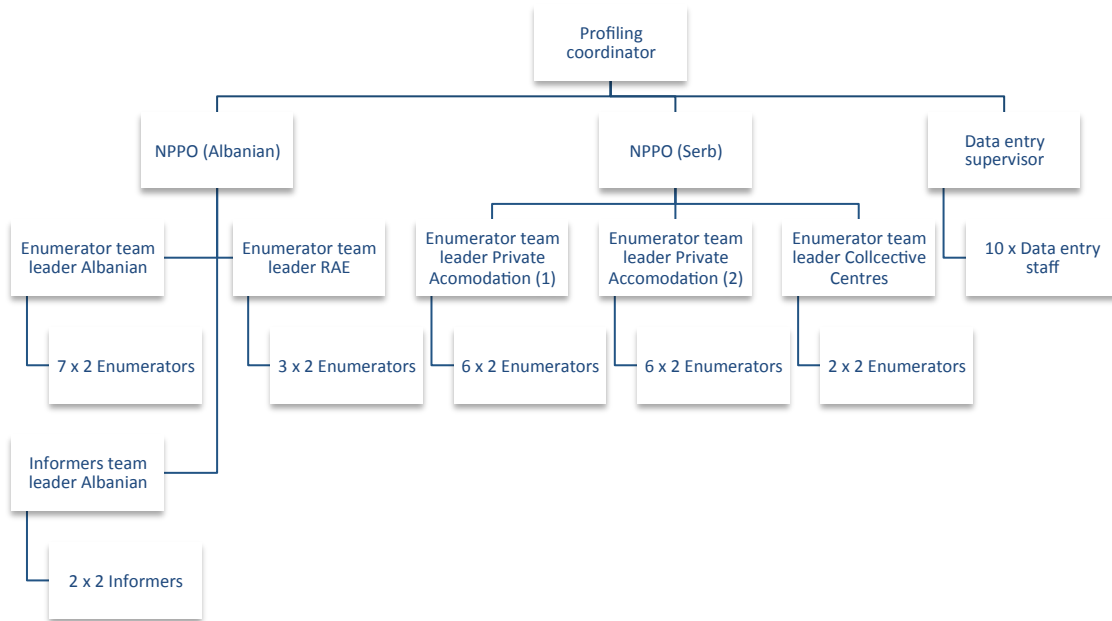 Profiling
coordinator
NPPO (Albanian)
NPPO (Serb)
Data entry
supervisor
Enumerator team
leader Albanian
Enumerator team
leader RAE
Enumerator team
leader Private
Acomodation (1)
Enumerator team
leader Private
Accomodation (2)
Enumerator team
leader Collcective
Centres
10 x Data entry
staff
7 x 2 Enumerators
3 x 2 Enumerators
6 x 2 Enumerators
6 x 2 Enumerators
2 x 2 Enumerators
Informers team
leader Albanian
2 x 2 Informers